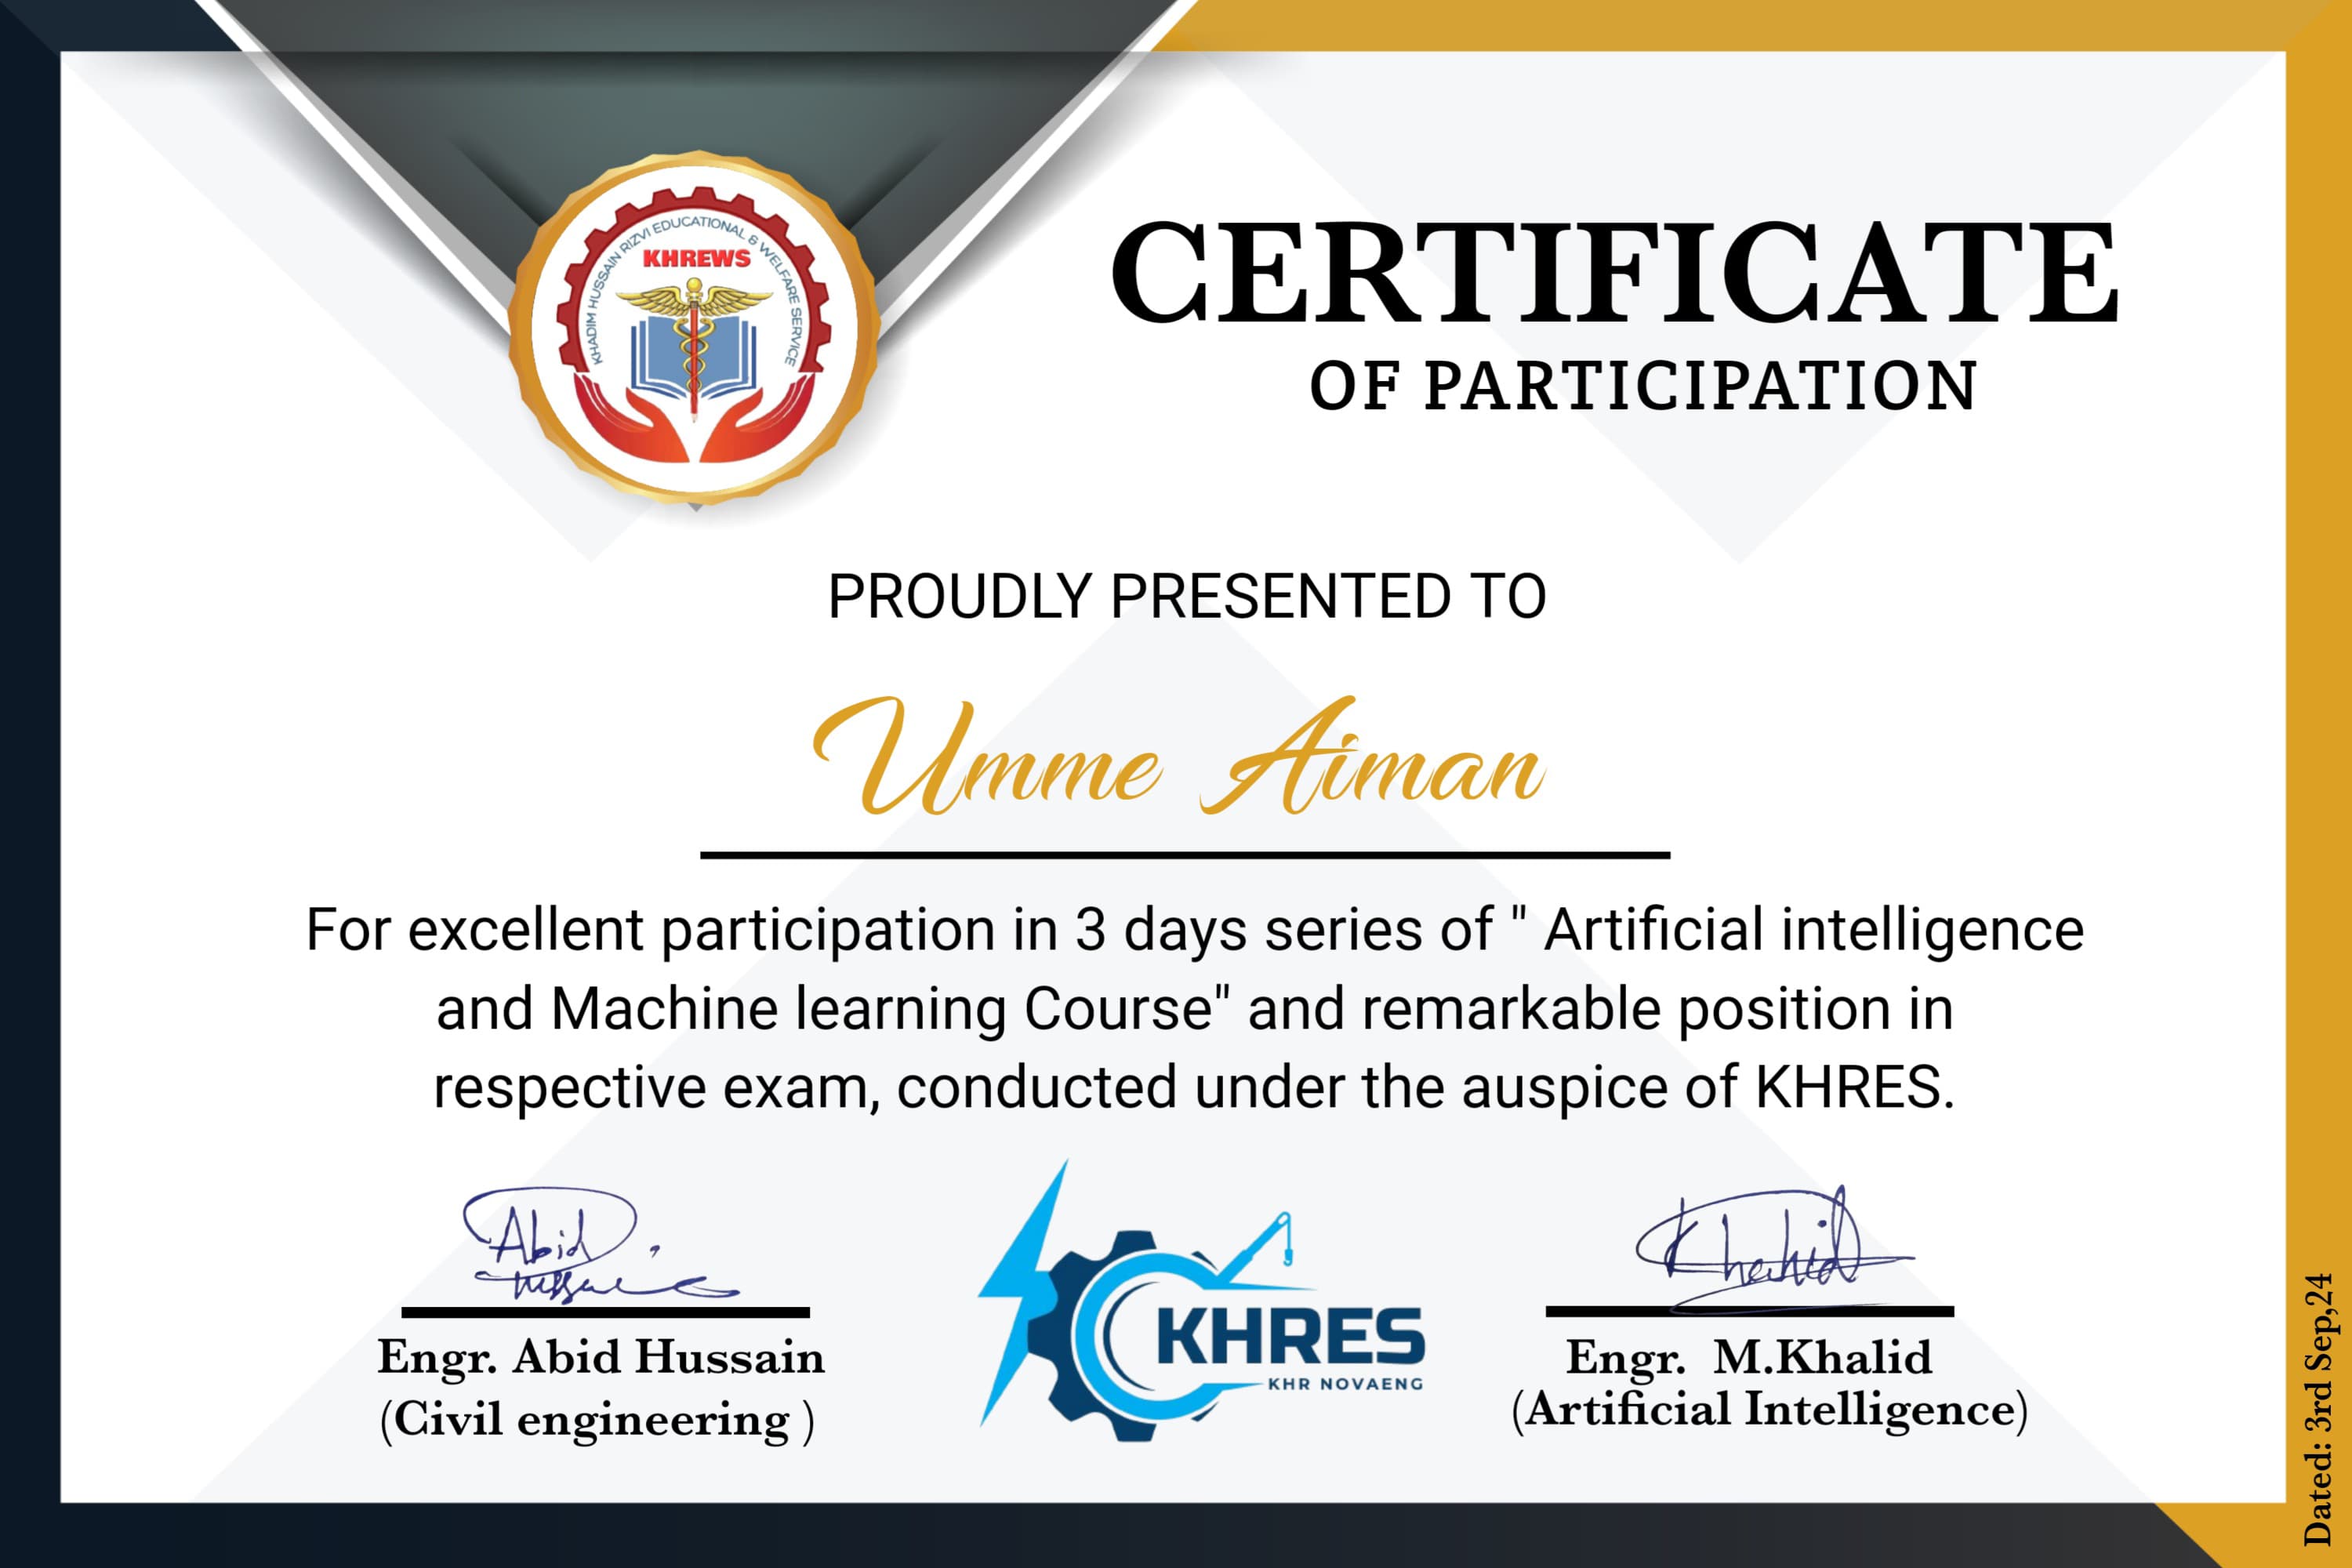 KHADIM HUSSAIN RIZVI EDUCATIONAL & WELFARE SERVICE
KHREWS
CERTIFICATE
OF PARTICIPATION
PROUDLY PRESENTED TO
Umme Aiman
For excellent participation in 3 days series of " Artificial intelligence
and Machine learning Course" and remarkable position in
respective exam, conducted under the auspice of KHRES.
Abid
Hussain
Khalid
Engr. Abid Hussain
(Civil engineering )
KHRES
KHR NOVAENG
Engr. M.Khalid
(Artificial Intelligence)
Dated: 3rd Sep,24